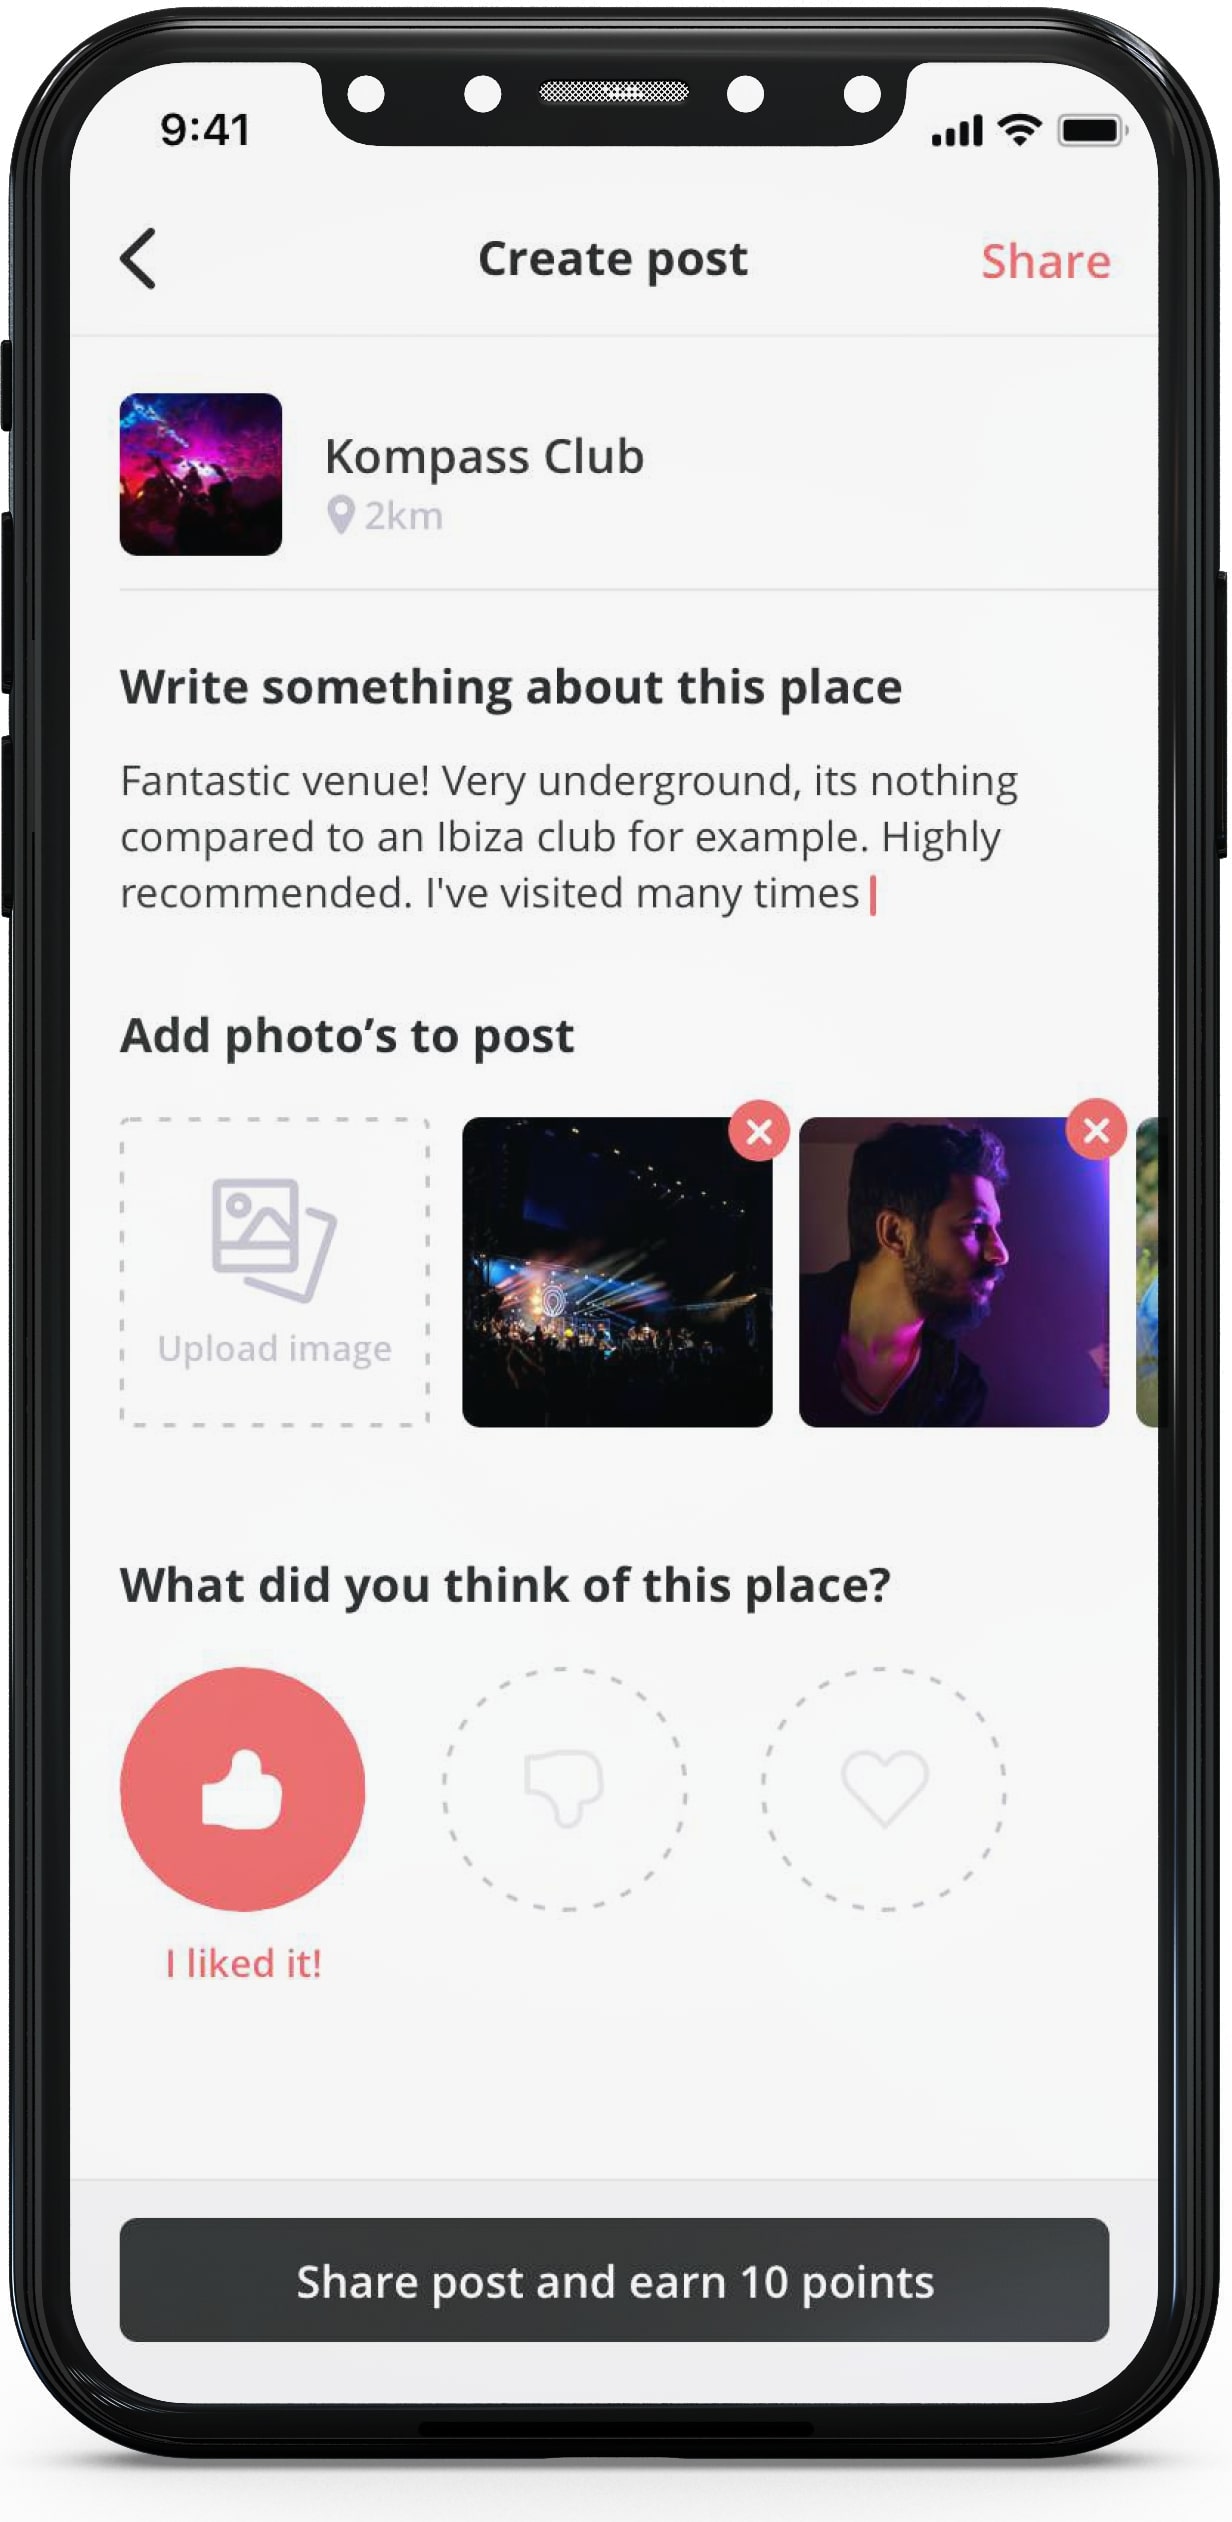 9:41
Create post
Share
Kompass Club
2km
Write something about this place
Fantastic venue! Very underground, its nothing
compared to an Ibiza club for example. Highly
recommended. I've visited many times
Add photo’s to post
Upload image
What did you think of this place?
I liked it!
Share post and earn 10 points